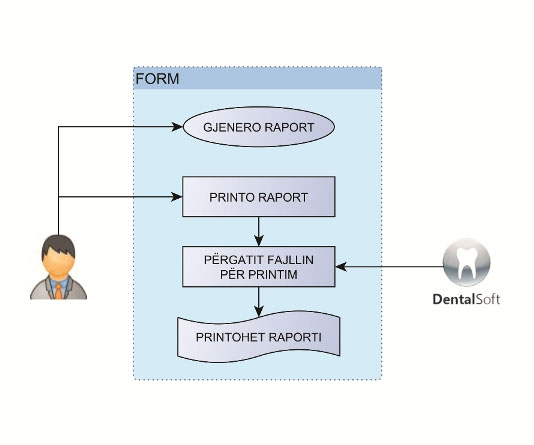 FORM
GJENERO RAPORT
PRINTO RAPORT
PËRGATIT FAJLLIN
PËR PRINTIM
DentalSoft
PRINTOHET RAPORTI